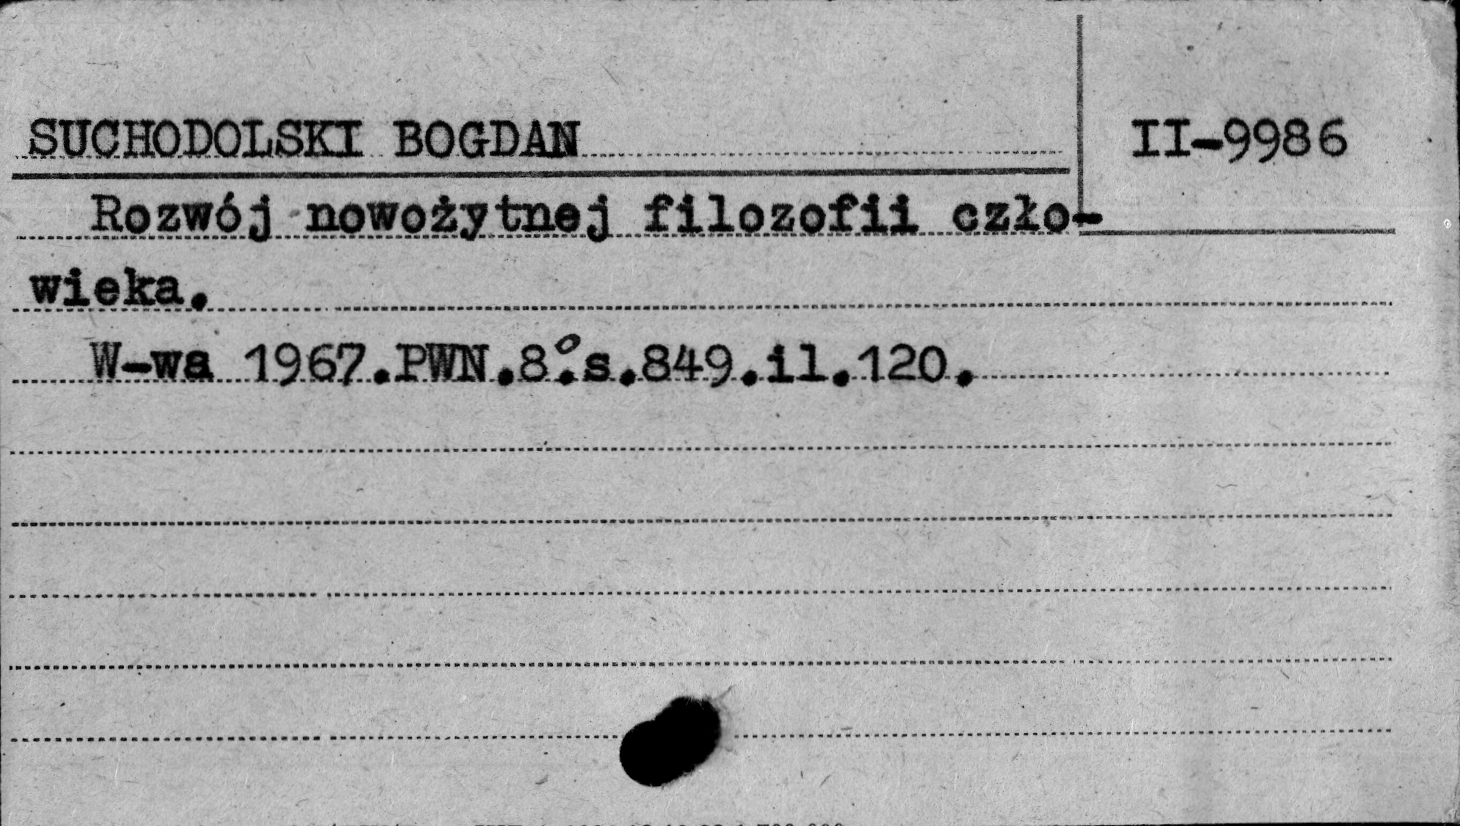 SUCHODOLSKI BOGDAN
II-9986
Rozwój nowożytnej filozofii czło-
wieka.
W-wa 1967.PWN.8°.s.849.il.120.